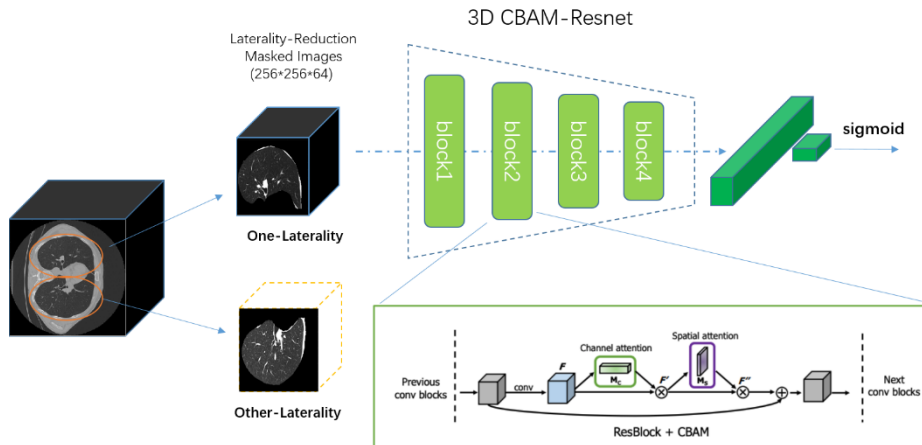 3D CBAM-Resnet
Laterality-Reduction
Masked Images
(256*256*64)
block1
block2
block3
block4
sigmoid
One-Laterality
Other-Laterality
Previous
conv blocks
conv
F
Channel attention
Mc
F'
Spatial attention
Ms
F''
Next
conv blocks
ResBlock + CBAM